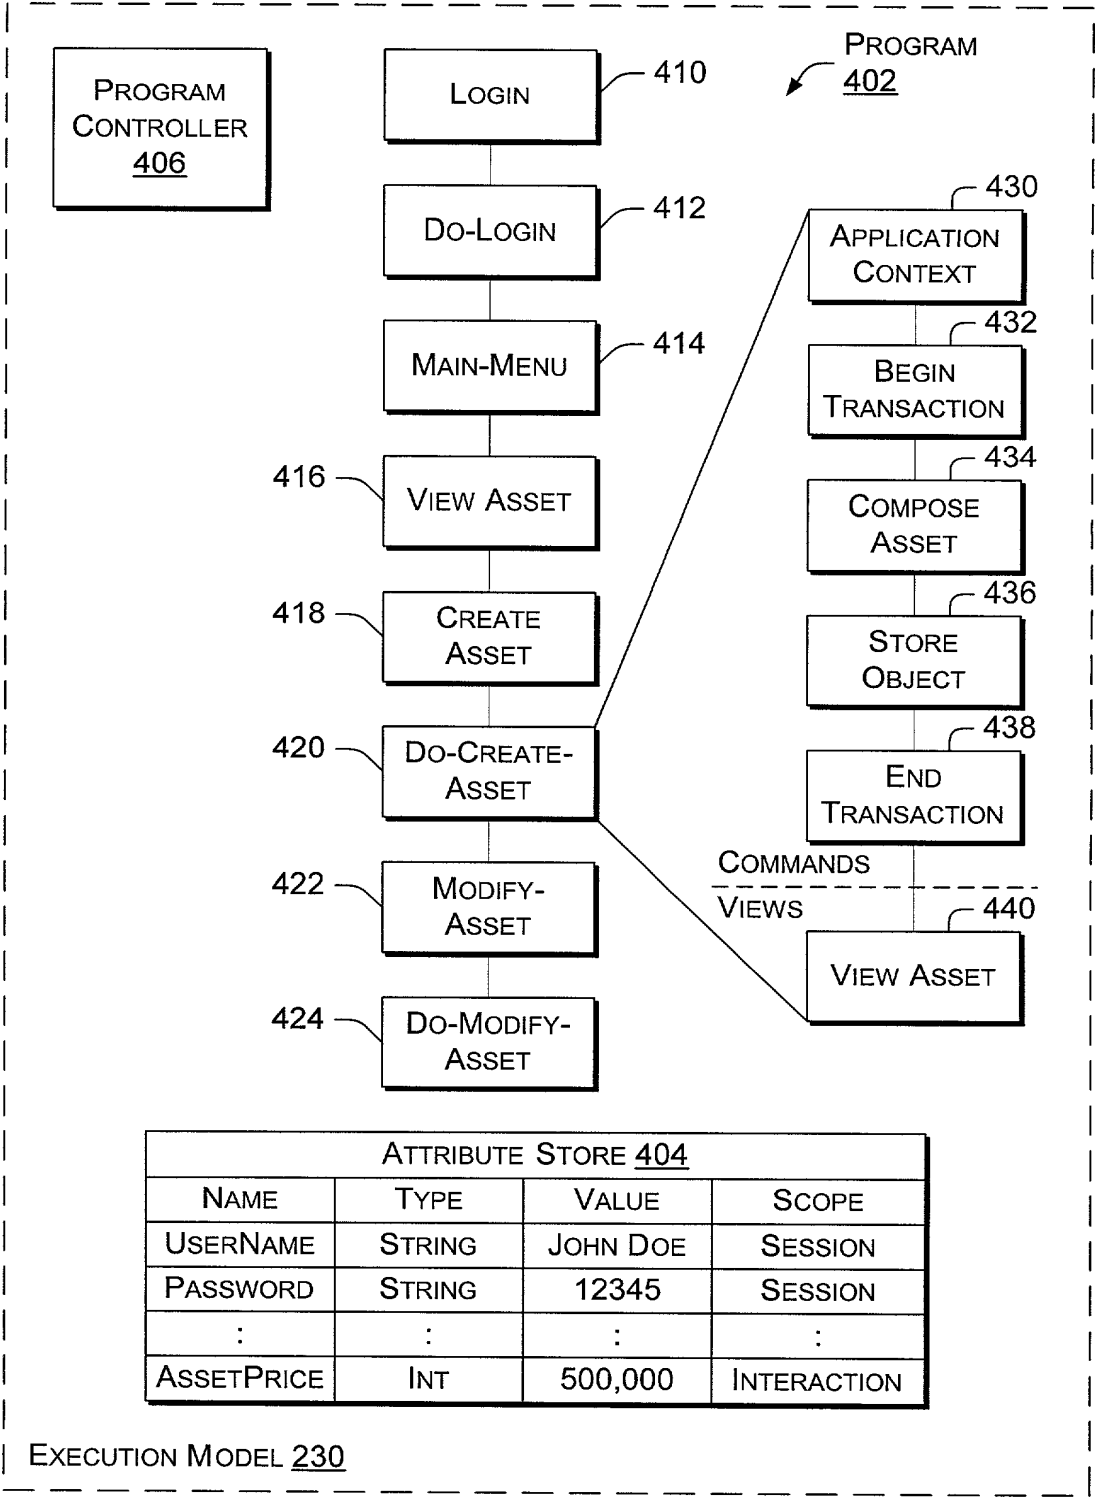 PROGRAM
402
PROGRAM
CONTROLLER
406
LOGIN
410
DO-LOGIN
412
MAIN-MENU
414
416
VIEW ASSET
418
CREATE
ASSET
420
DO-CREATE-
ASSET
422
MODIFY-
ASSET
424
DO-MODIFY-
ASSET
430
APPLICATION
CONTEXT
432
BEGIN
TRANSACTION
434
COMPOSE
ASSET
436
STORE
OBJECT
438
END
TRANSACTION
COMMANDS
VIEWS
440
VIEW ASSET
ATTRIBUTE STORE 404
NAME TYPE VALUE SCOPE
USERNAME STRING JOHN DOE SESSION
PASSWORD STRING 12345 SESSION
: : : :
ASSETPRICE INT 500,000 INTERACTION
EXECUTION MODEL 230